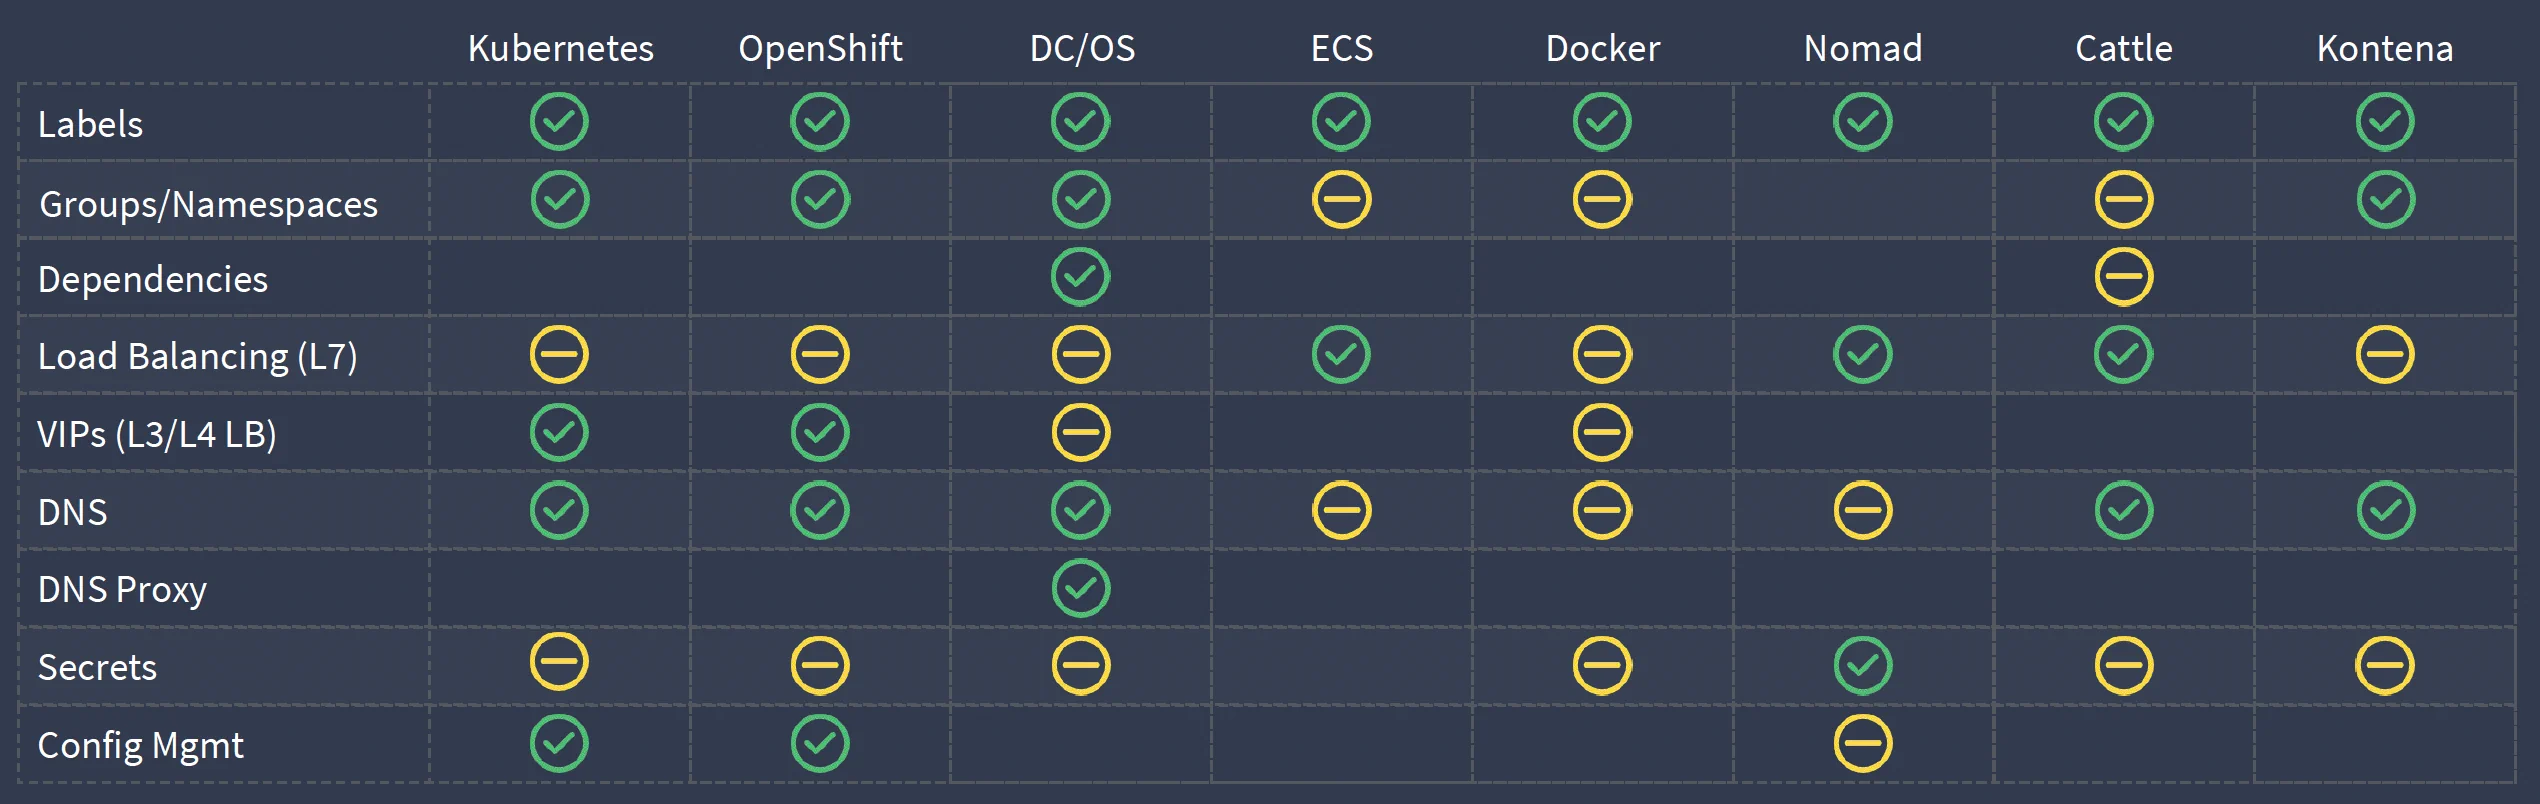 Kubernetes OpenShift DC/OS ECS Docker Nomad Cattle Kontena
Labels
Groups/Namespaces
Dependencies
Load Balancing (L7)
VIPs (L3/L4 LB)
DNS
DNS Proxy
Secrets
Config Mgmt